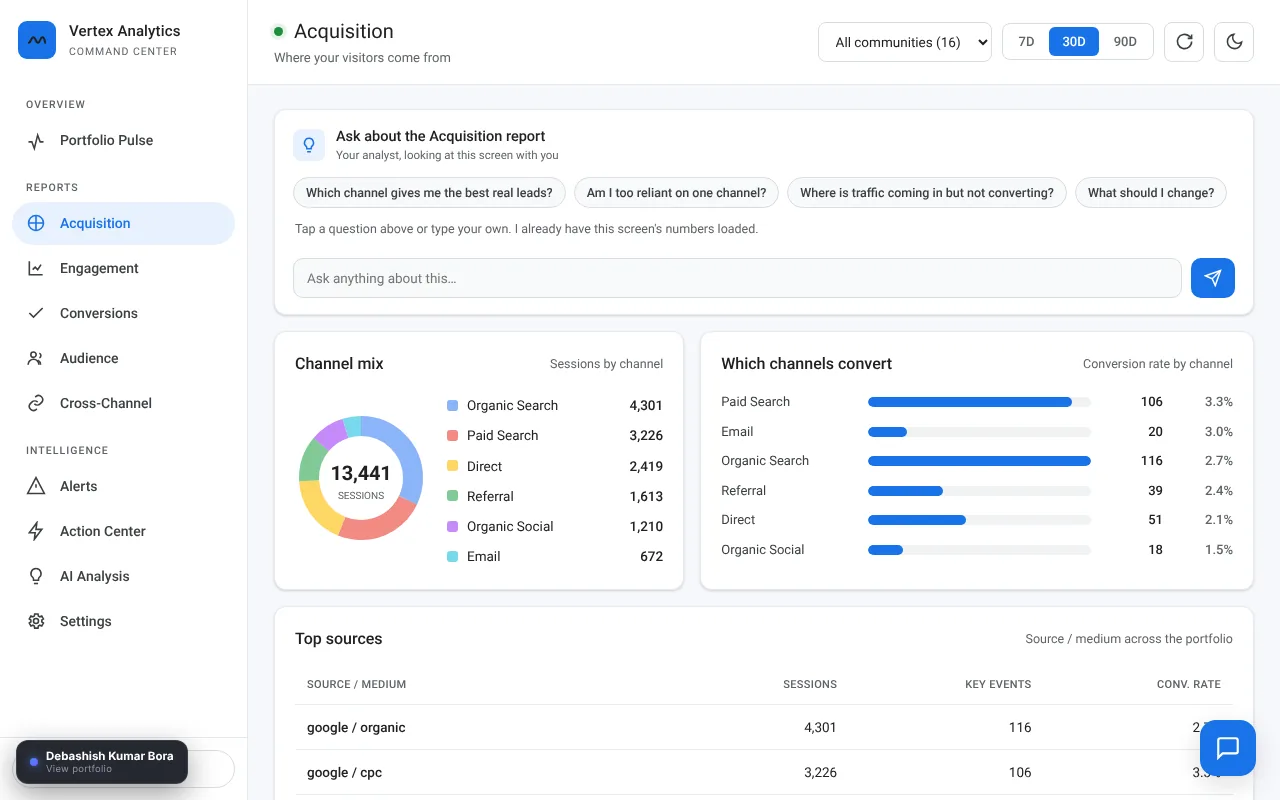 Vertex Analytics
COMMAND CENTER
OVERVIEW
Portfolio Pulse
REPORTS
Acquisition
Engagement
Conversions
Audience
Cross-Channel
INTELLIGENCE
Alerts
Action Center
AI Analysis
Settings
Debashish Kumar Bora
View portfolio
Acquisition
Where your visitors come from
All communities (16)
7D 30D 90D
Ask about the Acquisition report
Your analyst, looking at this screen with you
Which channel gives me the best real leads? Am I too reliant on one channel? Where is traffic coming in but not converting? What should I change?
Tap a question above or type your own. I already have this screen's numbers loaded.
Ask anything about this…
Channel mix Sessions by channel
13,441
SESSIONS
Organic Search 4,301
Paid Search 3,226
Direct 2,419
Referral 1,613
Organic Social 1,210
Email 672
Which channels convert Conversion rate by channel
Paid Search 106 3.3%
Email 20 3.0%
Organic Search 116 2.7%
Referral 39 2.4%
Direct 51 2.1%
Organic Social 18 1.5%
Top sources Source / medium across the portfolio
SOURCE / MEDIUM SESSIONS KEY EVENTS CONV. RATE
google / organic 4,301 116
google / cpc 3,226 106